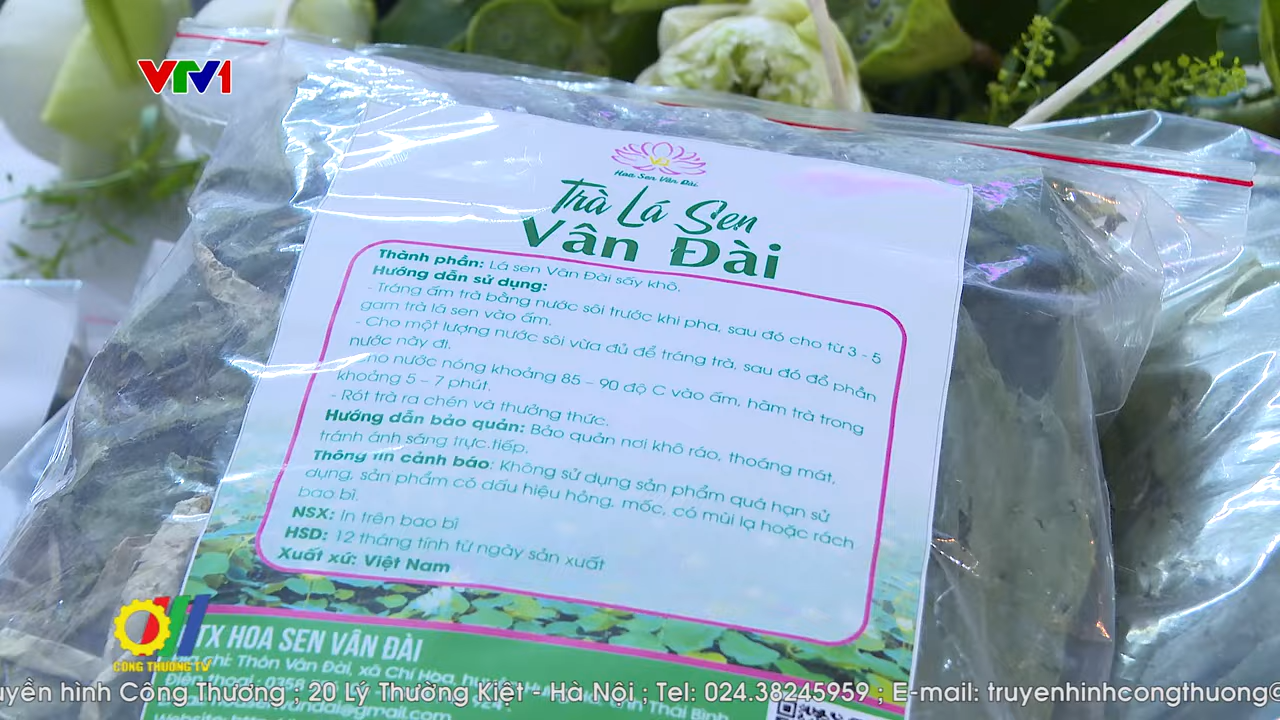 VTV1
Hoa Sen Vân Đài
Trà Lá Sen
Vân Đài
Thành phần: Lá sen Vân Đài sấy khô.
Hướng dẫn sử dụng:
- Tráng ấm trà bằng nước sôi trước khi pha, sau đó cho từ 3 - 5
gam trà lá sen vào ấm.
- Cho một lượng nước sôi vừa đủ để tráng trà, sau đó đổ phần
nước này đi.
nước nóng khoảng 85 – 90 độ C vào ấm, hãm trà trong
khoảng 5 – 7 phút.
- Rót trà ra chén và thưởng thức.
Hướng dẫn bảo quản: Bảo quản nơi khô ráo, thoáng mát,
tránh ánh sáng trực tiếp.
Thông tin cảnh báo: Không sử dụng sản phẩm quá hạn sử
dụng, sản phẩm có dấu hiệu hỏng, mốc, có mùi lạ hoặc rách
bao bì.
NSX: In trên bao bì
HSD: 12 tháng tính từ ngày sản xuất
Xuất xứ: Việt Nam
TX HOA SEN VÂN ĐÀI
chỉ: Thôn Vân Đài, xã Chí Hòa,
Điện thoại : 0358
CÔNG THƯƠNG TV
uyền hình Công Thương ; 20 Lý Thường Kiệt - Hà Nội ; Tel: 024.38245959 ; E-mail: truyenhinhcongthuong@